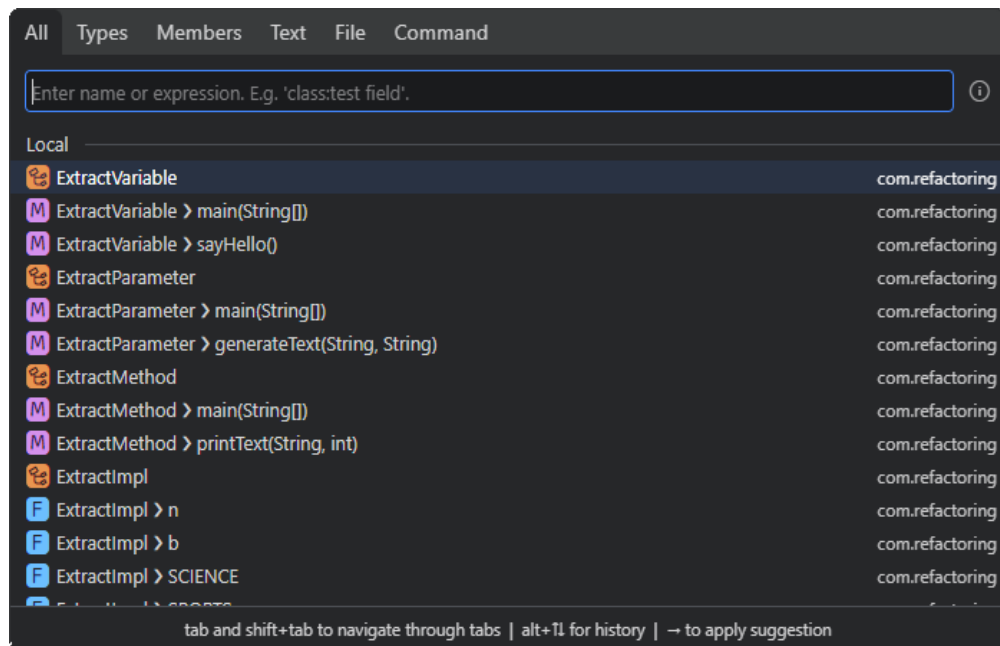 All Types Members Text File Command
Enter name or expression. E.g. 'class:test field'.
Local
ExtractVariable com.refactoring
M ExtractVariable ❯ main(String[]) com.refactoring
M ExtractVariable ❯ sayHello() com.refactoring
ExtractParameter com.refactoring
M ExtractParameter ❯ main(String[]) com.refactoring
M ExtractParameter ❯ generateText(String, String) com.refactoring
ExtractMethod com.refactoring
M ExtractMethod ❯ main(String[]) com.refactoring
M ExtractMethod ❯ printText(String, int) com.refactoring
ExtractImpl com.refactoring
F ExtractImpl ❯ n com.refactoring
F ExtractImpl ❯ b com.refactoring
F ExtractImpl ❯ SCIENCE com.refactoring
tab and shift+tab to navigate through tabs | alt+⇅ for history | → to apply suggestion